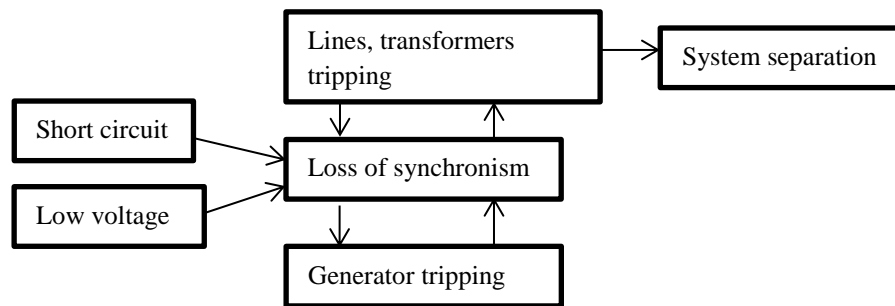 Lines, transformers
tripping
System separation
Short circuit
Loss of synchronism
Low voltage
Generator tripping